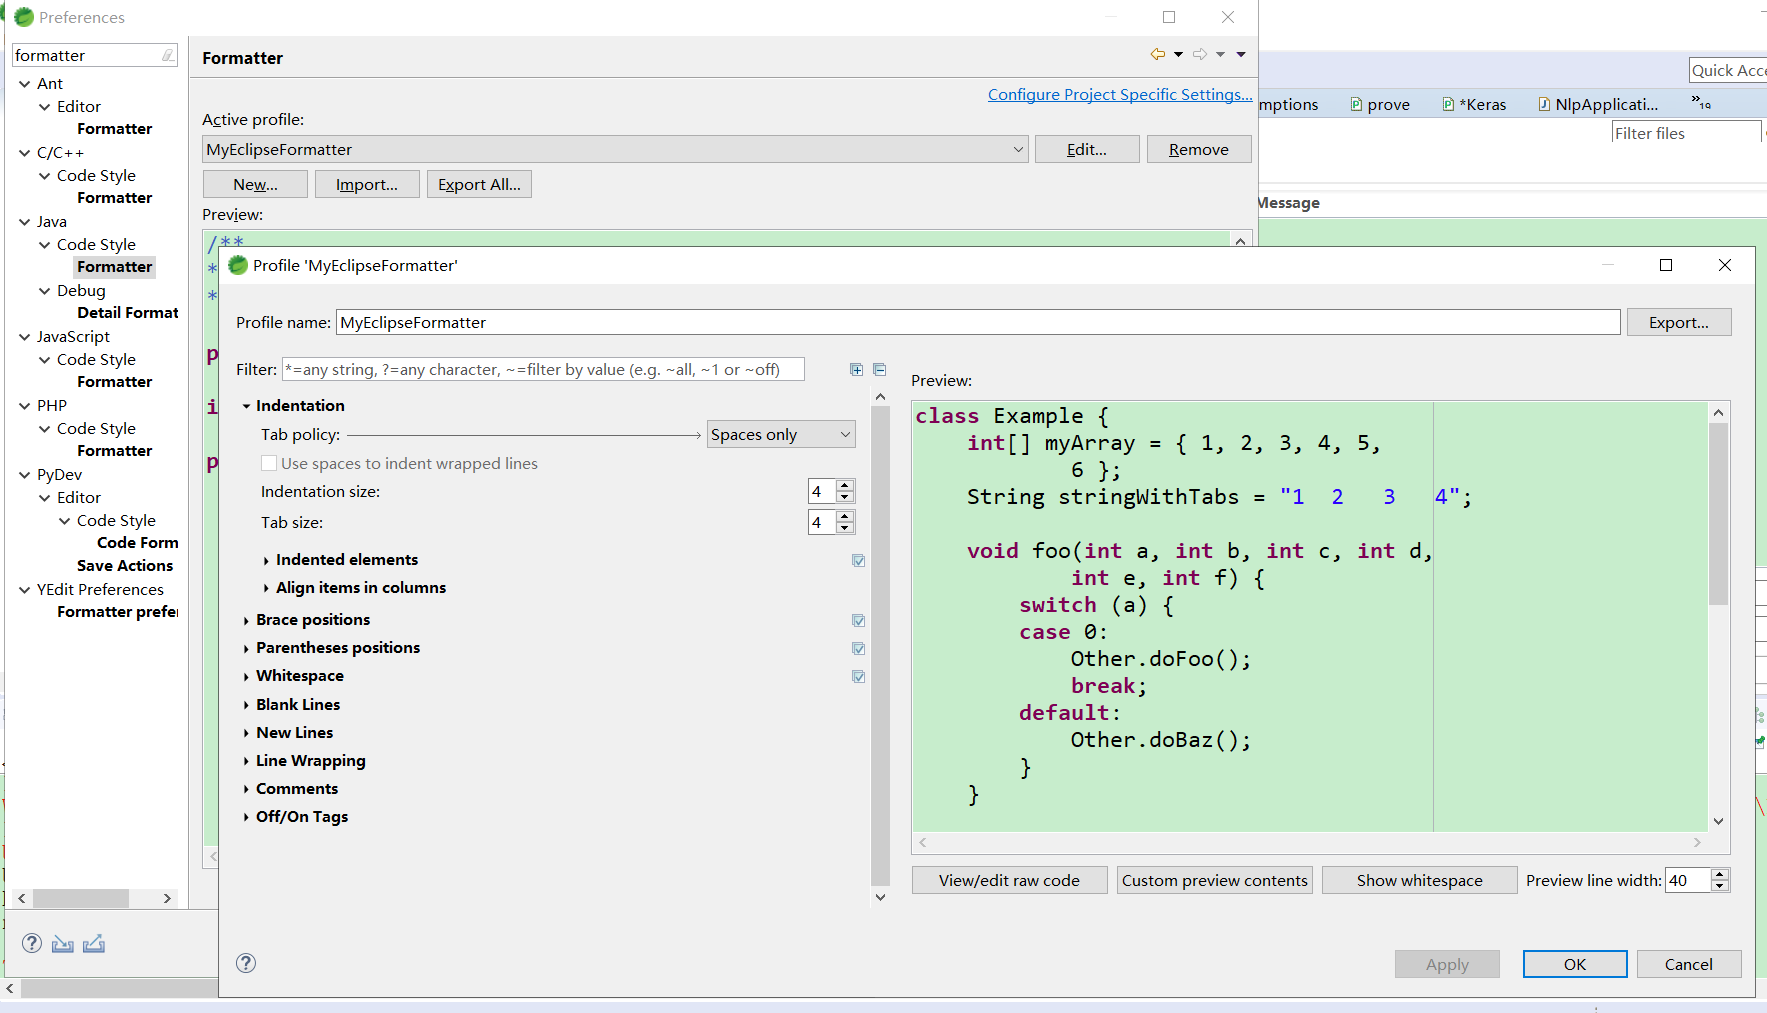 Preferences
formatter
Ant
Editor
Formatter
C/C++
Code Style
Formatter
Java
Code Style
Formatter
Debug
Detail Format
JavaScript
Code Style
Formatter
PHP
Code Style
Formatter
PyDev
Editor
Code Style
Code Form
Save Actions
YEdit Preferences
Formatter prefe
Formatter
Configure Project Specific Settings...
Active profile:
MyEclipseFormatter
Edit...
Remove
New...
Import...
Export All...
Preview:
/**
*
*
p
i
p
Quick Acce
mptions
prove
*Keras
NlpApplicati...
»19
Filter files
Message
Profile 'MyEclipseFormatter'
Profile name: MyEclipseFormatter
Export...
Filter: *=any string, ?=any character, ~=filter by value (e.g. ~all, ~1 or ~off)
Indentation
Tab policy:
Spaces only
Use spaces to indent wrapped lines
Indentation size: 4
Tab size: 4
Indented elements
Align items in columns
Brace positions
Parentheses positions
Whitespace
Blank Lines
New Lines
Line Wrapping
Comments
Off/On Tags
Preview:
class Example {
int[] myArray = { 1, 2, 3, 4, 5,
6 };
String stringWithTabs = "1  2   3   4";
void foo(int a, int b, int c, int d,
int e, int f) {
switch (a) {
case 0:
Other.doFoo();
break;
default:
Other.doBaz();
}
}
View/edit raw code
Custom preview contents
Show whitespace
Preview line width: 40
Apply
OK
Cancel